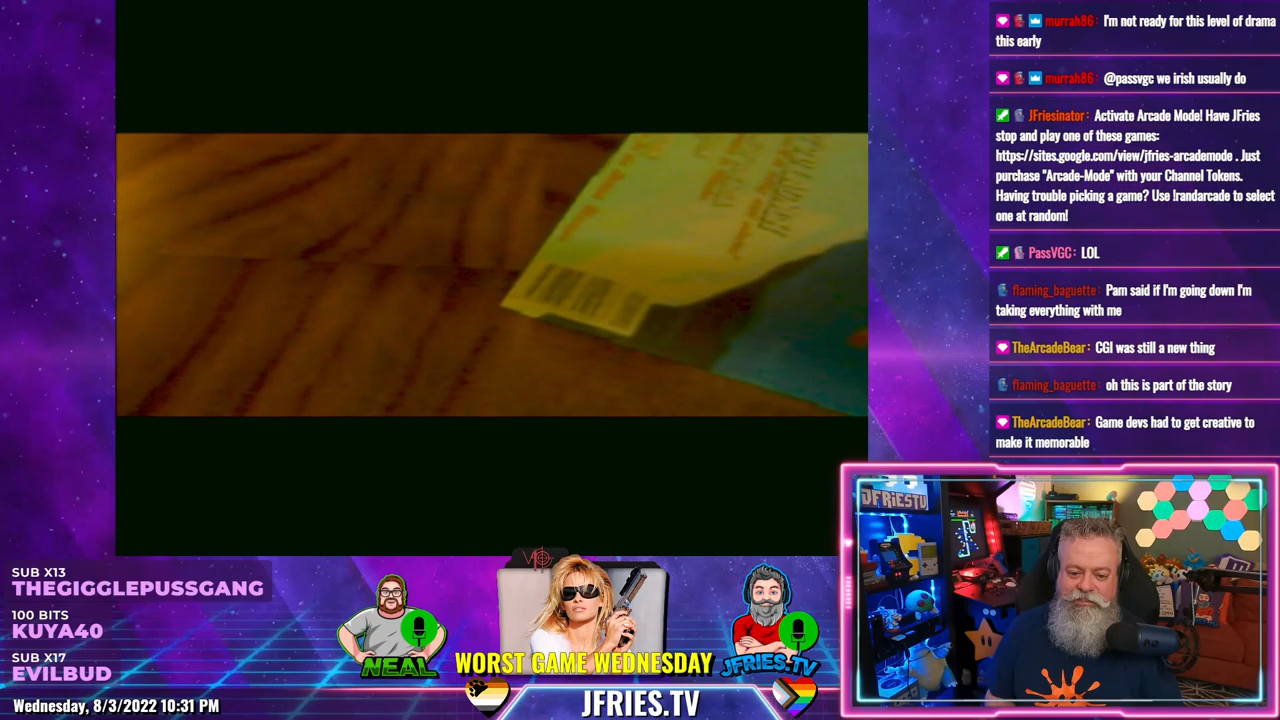 murrah86: I'm not ready for this level of drama
this early
murrah86: @passvgc we irish usually do
JFriesinator: Activate Arcade Mode! Have JFries
stop and play one of these games:
https://sites.google.com/view/jfries-arcademode . Just
purchase "Arcade-Mode" with your Channel Tokens.
Having trouble picking a game? Use !randarcade to select
one at random!
PassVGC: LOL
flaming_baguette: Pam said if I'm going down I'm
taking everything with me
TheArcadeBear: CGI was still a new thing
flaming_baguette: oh this is part of the story
TheArcadeBear: Game devs had to get creative to
make it memorable
JFRIESTV
SUB X13
THEGIGGLEPUSSGANG
100 BITS
KUYA40
SUB X17
EVILBUD
VIP
NEAL
WORST GAME WEDNESDAY
JFRIES.TV
JFRIES.TV
Wednesday, 8/3/2022 10:31 PM